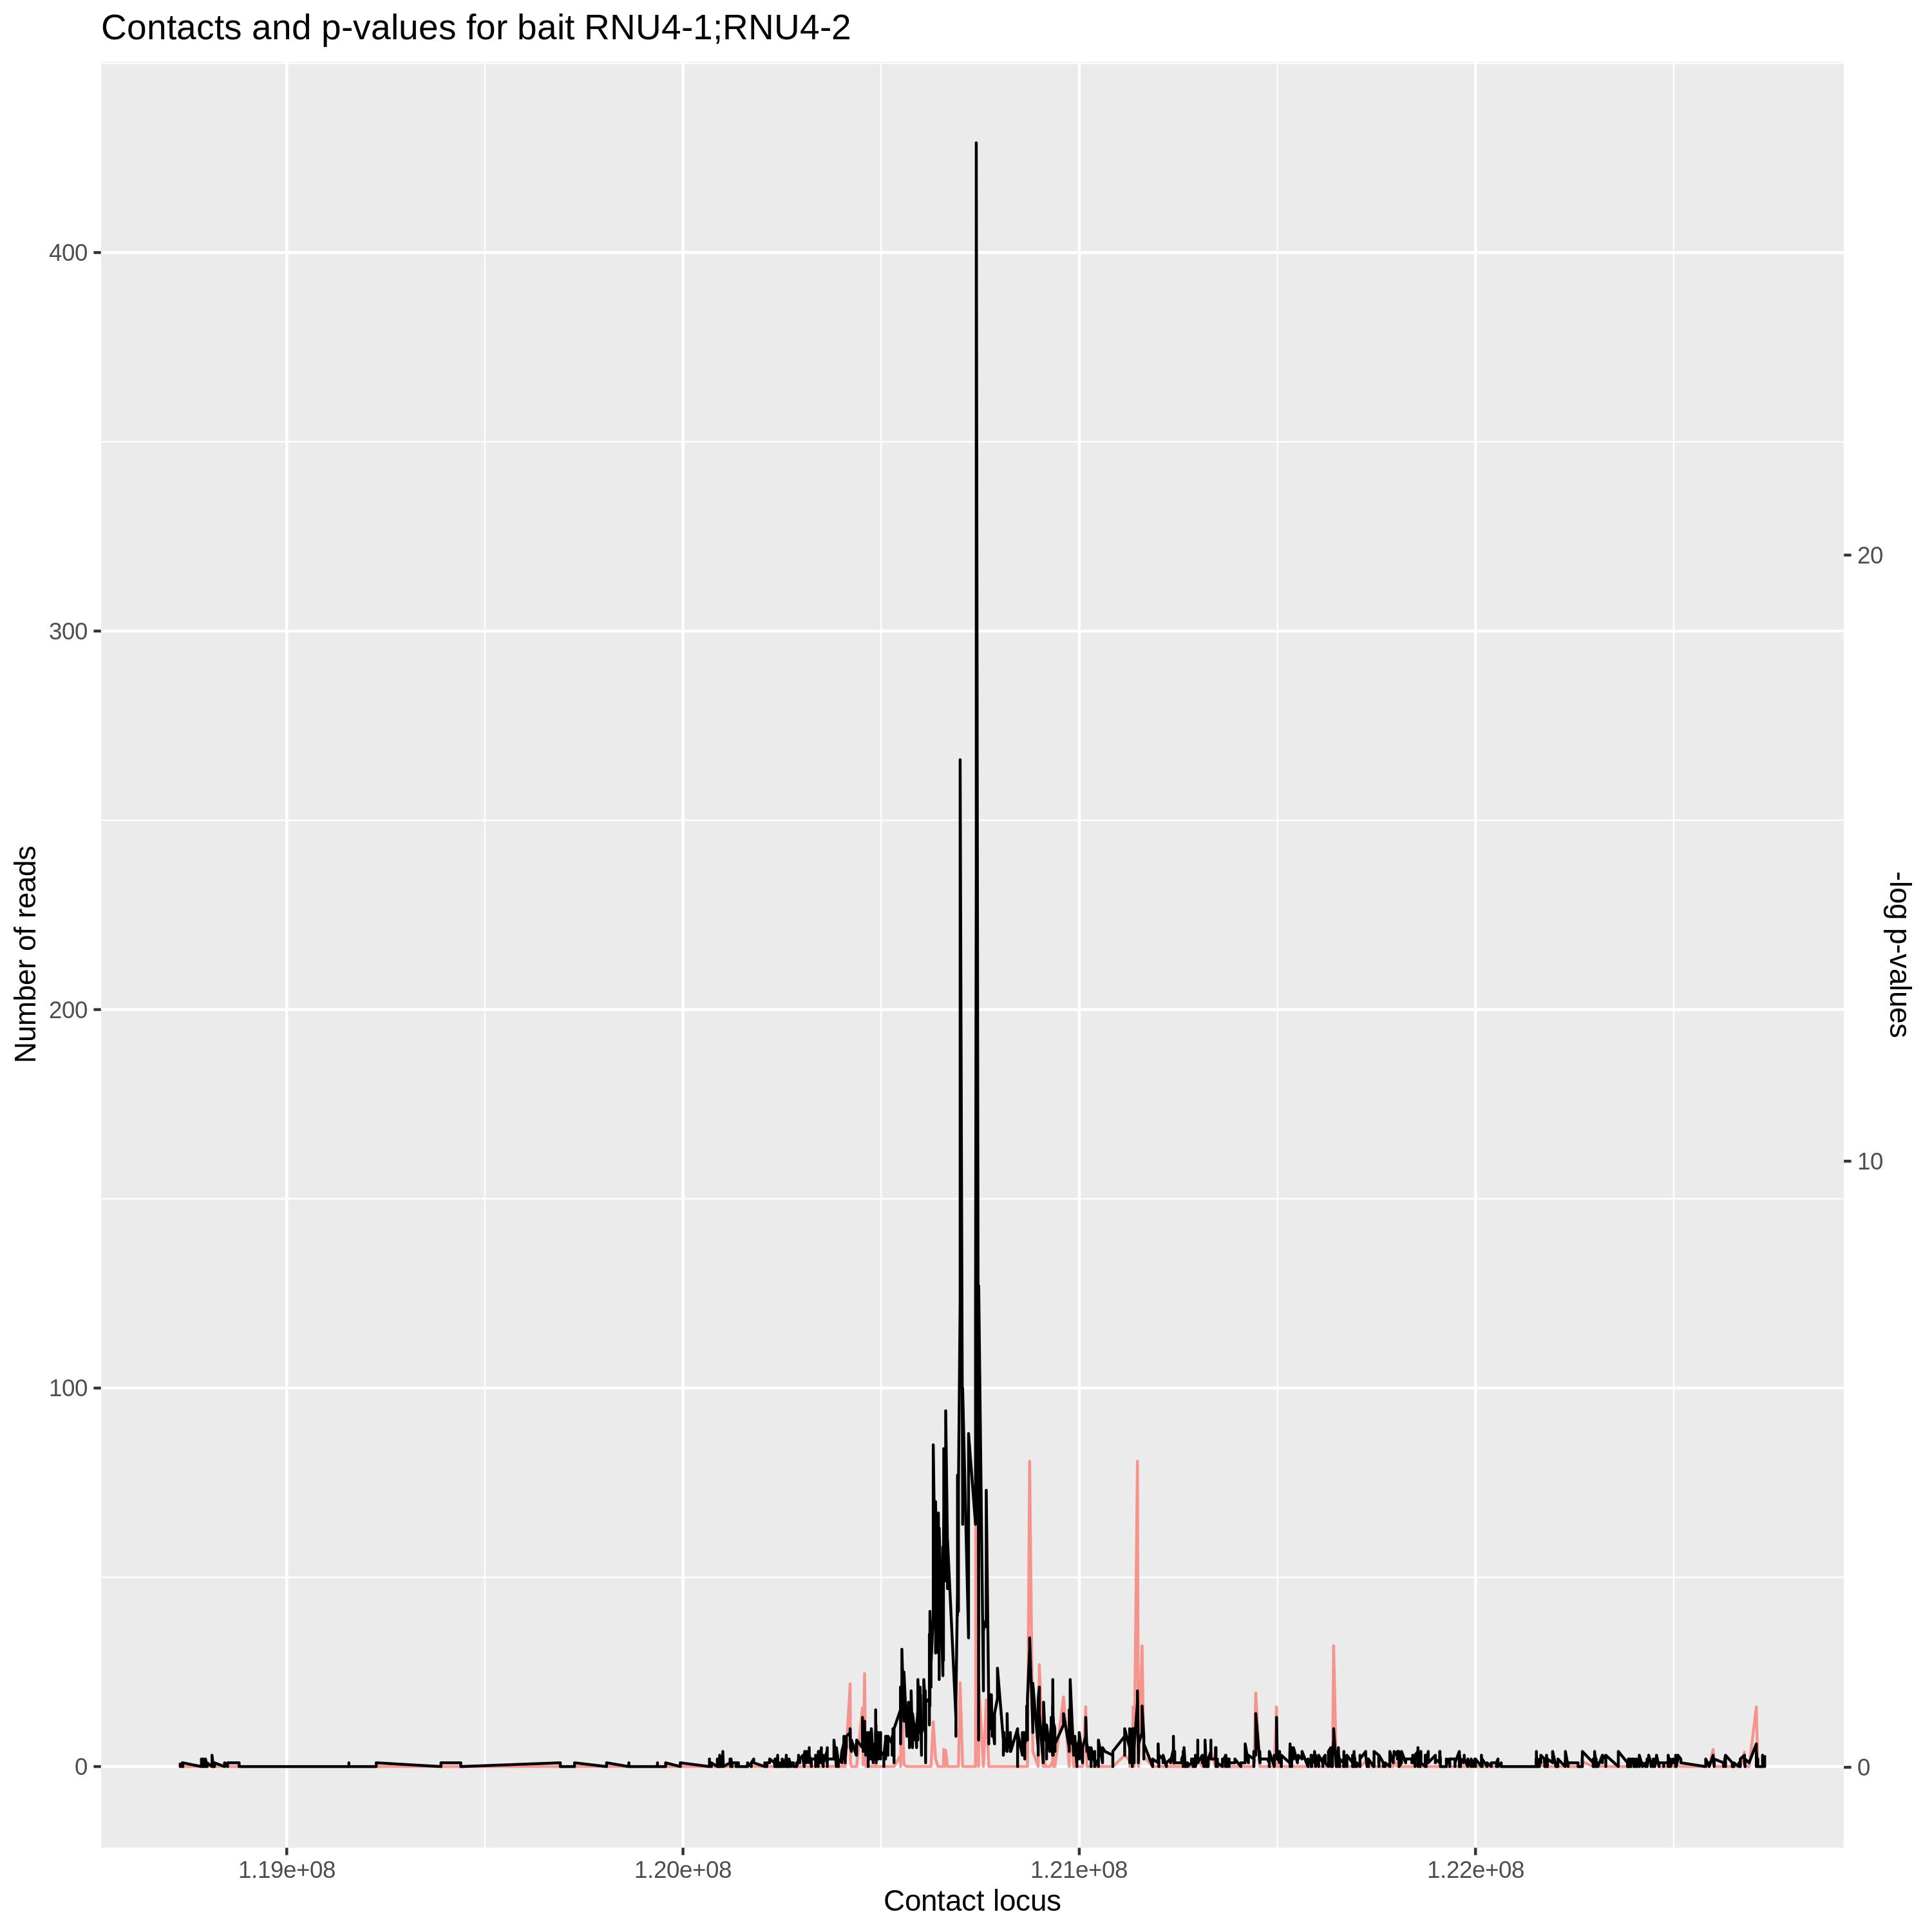 Contacts and p-values for bait RNU4-1;RNU4-2
400
300
200
100
0
Number of reads
20
10
0
-log p-values
1.19e+08
1.20e+08
1.21e+08
1.22e+08
Contact locus